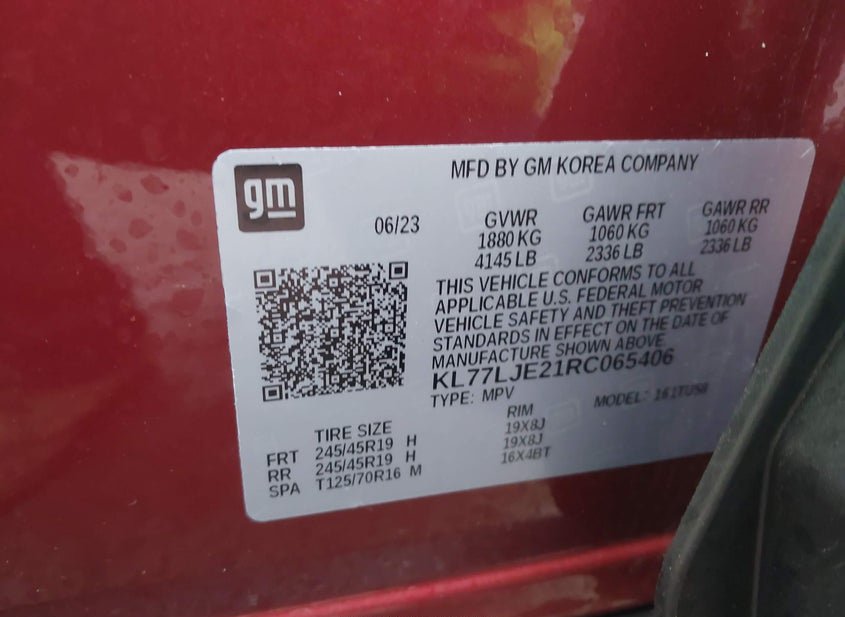 gm
MFD BY GM KOREA COMPANY
06/23
GVWR GAWR FRT GAWR RR
1880 KG 1060 KG 1060 KG
4145 LB 2336 LB 2336 LB
THIS VEHICLE CONFORMS TO ALL
APPLICABLE U.S. FEDERAL MOTOR
VEHICLE SAFETY AND THEFT PREVENTION
STANDARDS IN EFFECT ON THE DATE OF
MANUFACTURE SHOWN ABOVE.
KL77LJE21RC065406
TYPE: MPV MODEL:
TIRE SIZE RIM
FRT 245/45R19 H 19X8J
RR 245/45R19 H 19X8J
SPA T125/70R16 M 16X4BT